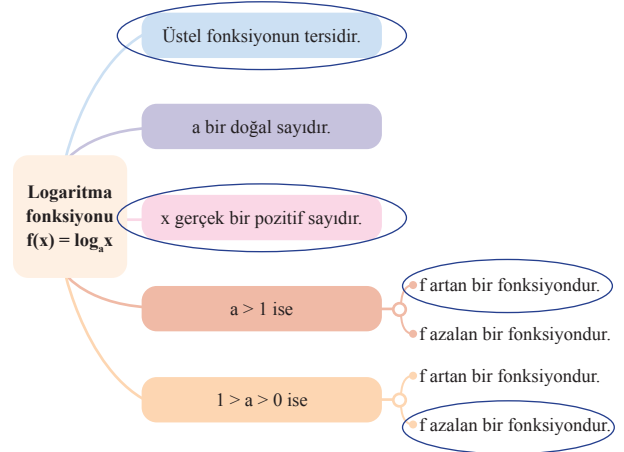 Üstel fonksiyonun tersidir.
a bir doğal sayıdır.
Logaritma
fonksiyonu
f(x) = logₐx
x gerçek bir pozitif sayıdır.
a > 1 ise
f artan bir fonksiyondur.
f azalan bir fonksiyondur.
1 > a > 0 ise
f artan bir fonksiyondur.
f azalan bir fonksiyondur.